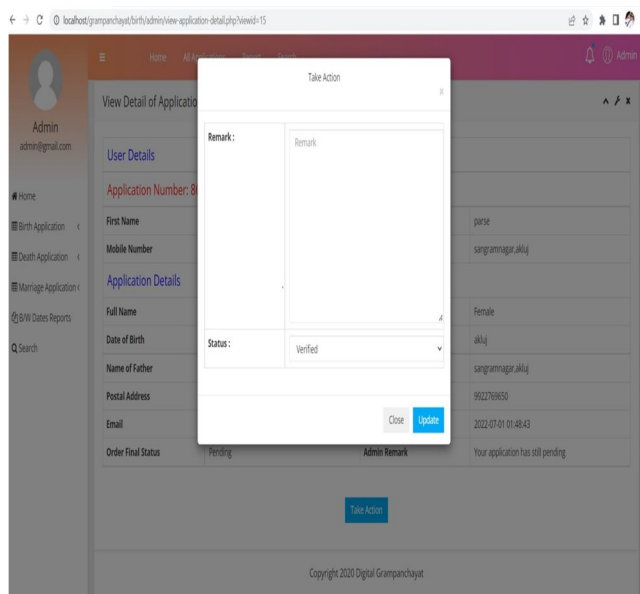 localhost/grampanchayat/birth/admin/view-application-detail.php?viewid=15
Home All Applications Report Search
Admin
Admin
admin@gmail.com
Home
Birth Application
Death Application
Marriage Application
B/W Dates Reports
Search
View Detail of Applicatio
User Details
Application Number: 8
First Name parse
Mobile Number sangramnagar,akluj
Application Details
Full Name Female
Date of Birth akluj
Name of Father sangramnagar,akluj
Postal Address 9922769650
Email 2022-07-01 01:48:43
Order Final Status Pending Admin Remark Your application has still pending
Take Action
x
Remark :
Remark
Status :
Verified
Close Update
Take Action
Copyright 2020 Digital Grampanchayat